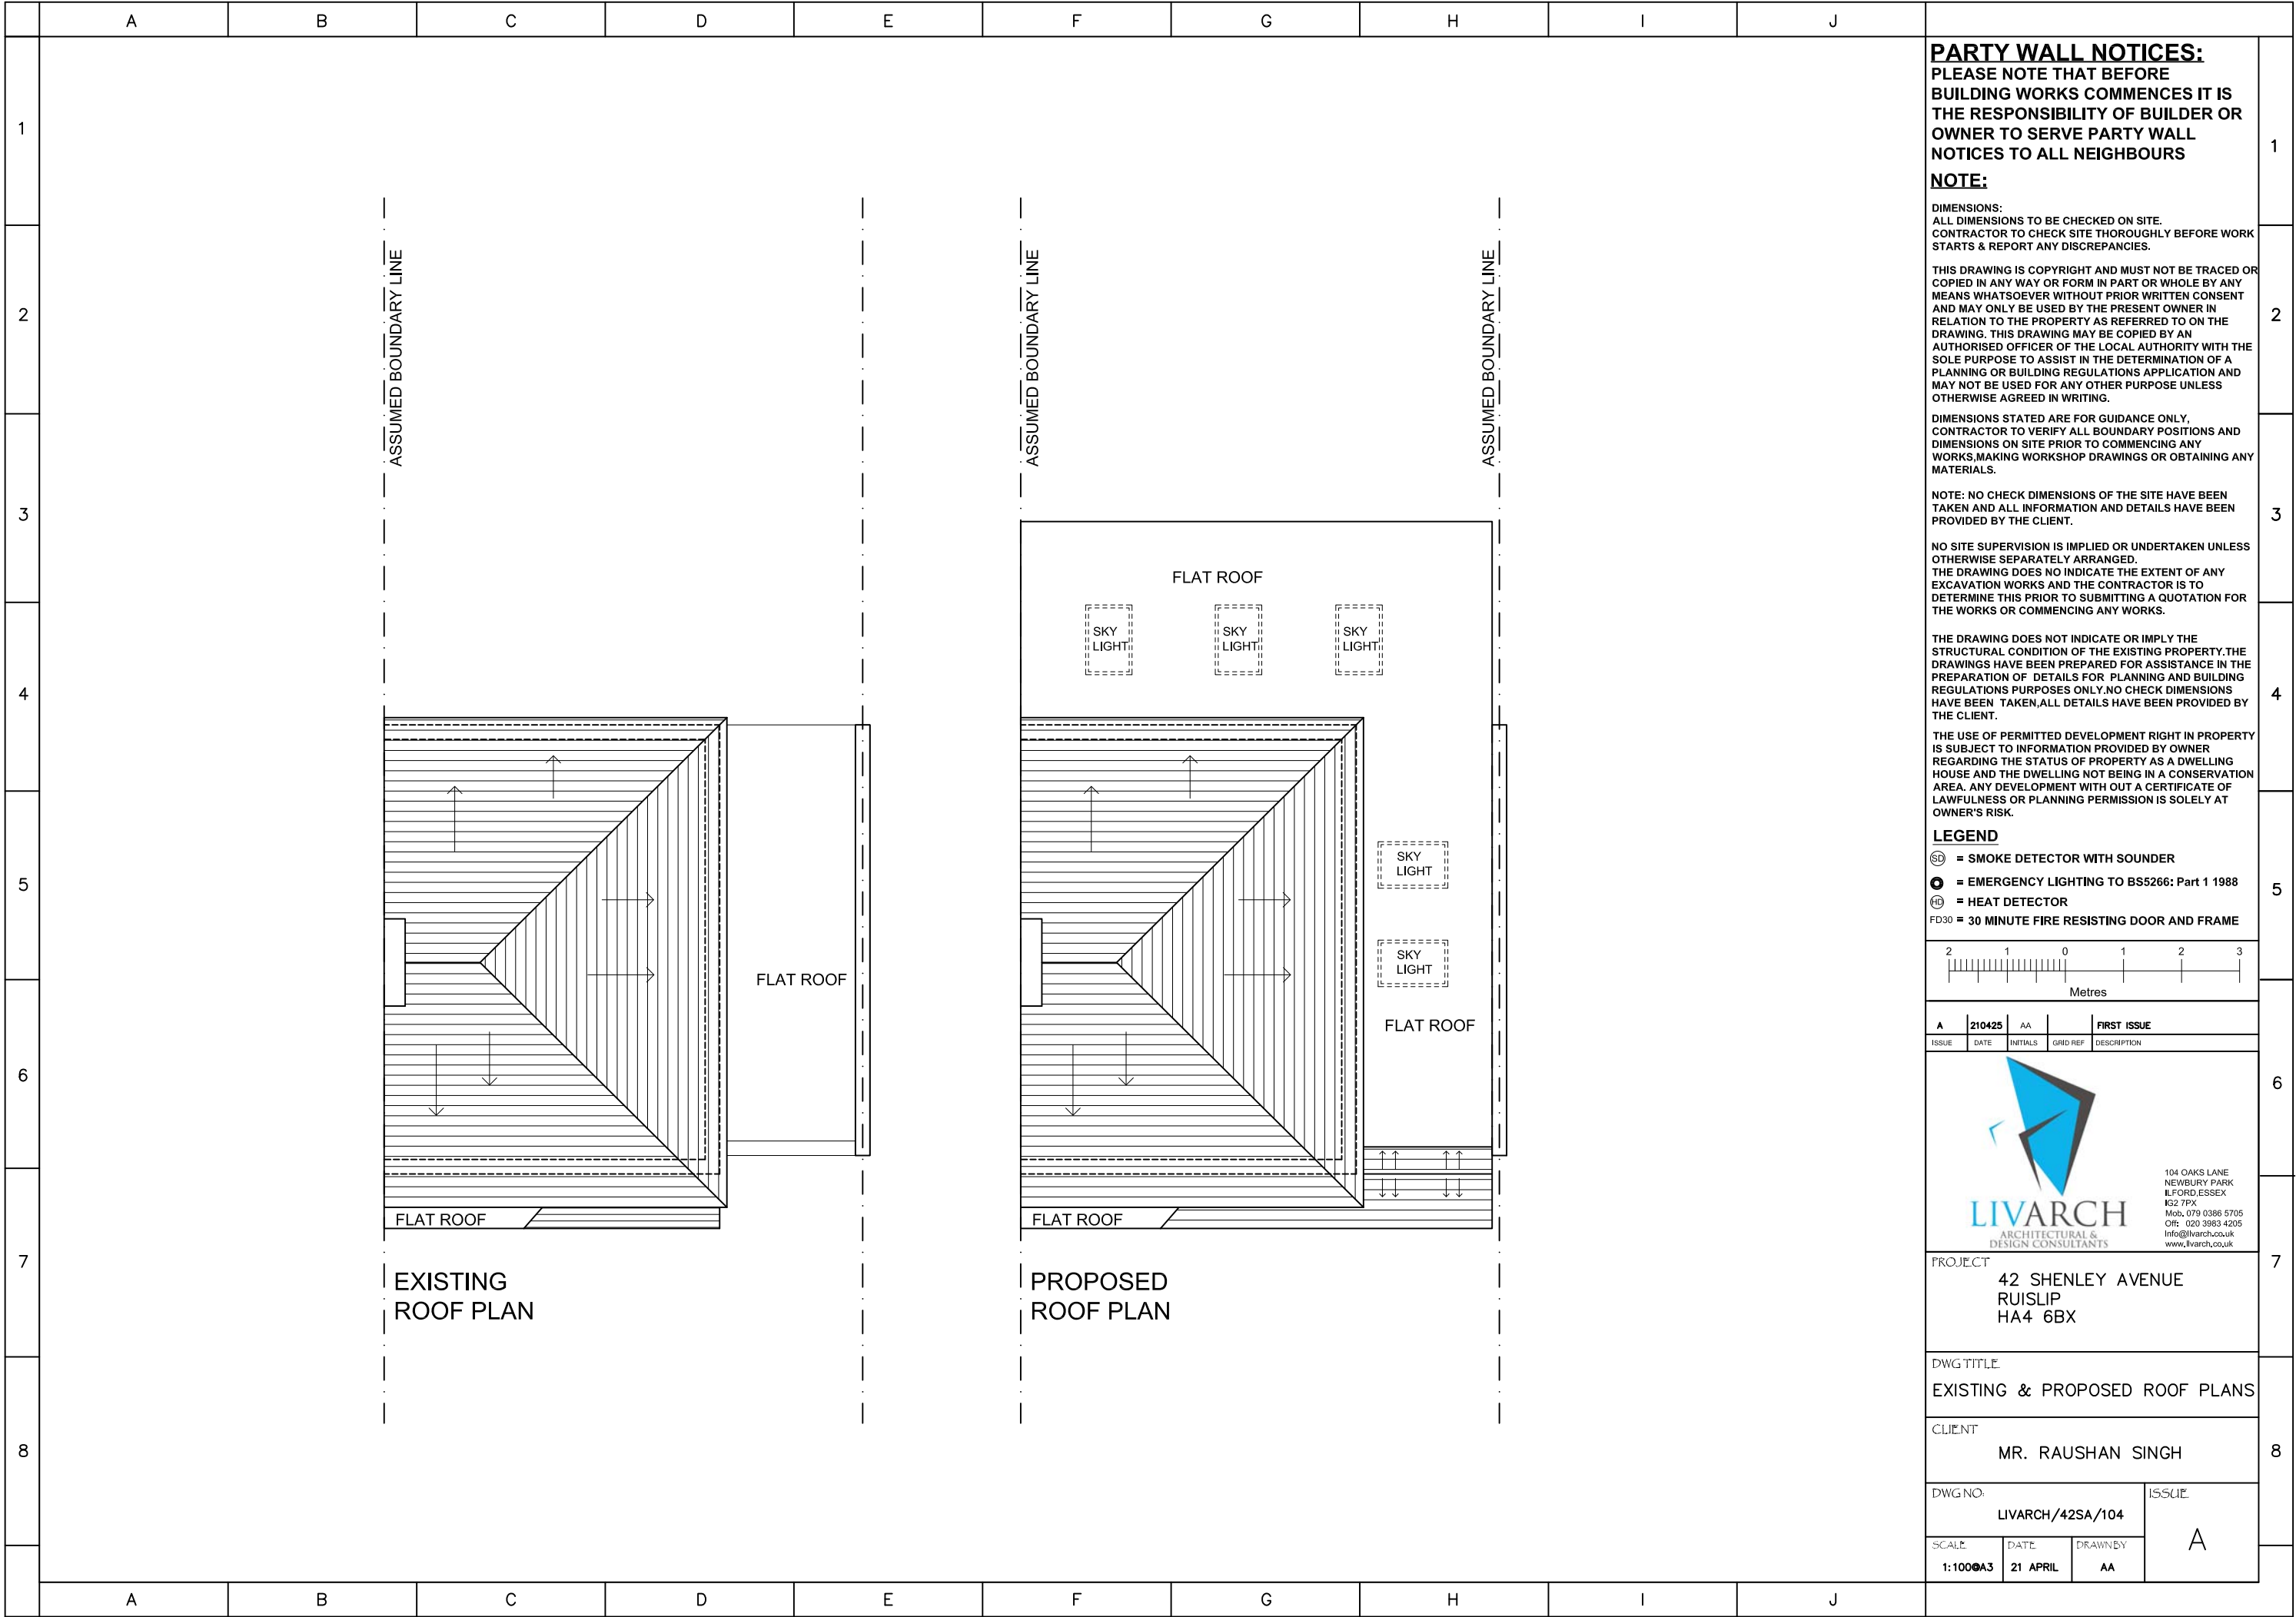 A B C D E F G H I J
1
2
3
4
5
6
7
8
ASSUMED BOUNDARY LINE
FLAT ROOF
FLAT ROOF
EXISTING
ROOF PLAN
ASSUMED BOUNDARY LINE
ASSUMED BOUNDARY LINE
FLAT ROOF
SKY
LIGHT
SKY
LIGHT
SKY
LIGHT
SKY
LIGHT
SKY
LIGHT
FLAT ROOF
FLAT ROOF
PROPOSED
ROOF PLAN
PARTY WALL NOTICES:
PLEASE NOTE THAT BEFORE
BUILDING WORKS COMMENCES IT IS
THE RESPONSIBILITY OF BUILDER OR
OWNER TO SERVE PARTY WALL
NOTICES TO ALL NEIGHBOURS
NOTE:
DIMENSIONS:
ALL DIMENSIONS TO BE CHECKED ON SITE.
CONTRACTOR TO CHECK SITE THOROUGHLY BEFORE WORK
STARTS & REPORT ANY DISCREPANCIES.
THIS DRAWING IS COPYRIGHT AND MUST NOT BE TRACED OR
COPIED IN ANY WAY OR FORM IN PART OR WHOLE BY ANY
MEANS WHATSOEVER WITHOUT PRIOR WRITTEN CONSENT
AND MAY ONLY BE USED BY THE PRESENT OWNER IN
RELATION TO THE PROPERTY AS REFERRED TO ON THE
DRAWING. THIS DRAWING MAY BE COPIED BY AN
AUTHORISED OFFICER OF THE LOCAL AUTHORITY WITH THE
SOLE PURPOSE TO ASSIST IN THE DETERMINATION OF A
PLANNING OR BUILDING REGULATIONS APPLICATION AND
MAY NOT BE USED FOR ANY OTHER PURPOSE UNLESS
OTHERWISE AGREED IN WRITING.
DIMENSIONS STATED ARE FOR GUIDANCE ONLY,
CONTRACTOR TO VERIFY ALL BOUNDARY POSITIONS AND
DIMENSIONS ON SITE PRIOR TO COMMENCING ANY
WORKS,MAKING WORKSHOP DRAWINGS OR OBTAINING ANY
MATERIALS.
NOTE: NO CHECK DIMENSIONS OF THE SITE HAVE BEEN
TAKEN AND ALL INFORMATION AND DETAILS HAVE BEEN
PROVIDED BY THE CLIENT.
NO SITE SUPERVISION IS IMPLIED OR UNDERTAKEN UNLESS
OTHERWISE SEPARATELY ARRANGED.
THE DRAWING DOES NO INDICATE THE EXTENT OF ANY
EXCAVATION WORKS AND THE CONTRACTOR IS TO
DETERMINE THIS PRIOR TO SUBMITTING A QUOTATION FOR
THE WORKS OR COMMENCING ANY WORKS.
THE DRAWING DOES NOT INDICATE OR IMPLY THE
STRUCTURAL CONDITION OF THE EXISTING PROPERTY.THE
DRAWINGS HAVE BEEN PREPARED FOR ASSISTANCE IN THE
PREPARATION OF DETAILS FOR PLANNING AND BUILDING
REGULATIONS PURPOSES ONLY.NO CHECK DIMENSIONS
HAVE BEEN TAKEN,ALL DETAILS HAVE BEEN PROVIDED BY
THE CLIENT.
THE USE OF PERMITTED DEVELOPMENT RIGHT IN PROPERTY
IS SUBJECT TO INFORMATION PROVIDED BY OWNER
REGARDING THE STATUS OF PROPERTY AS A DWELLING
HOUSE AND THE DWELLING NOT BEING IN A CONSERVATION
AREA. ANY DEVELOPMENT WITH OUT A CERTIFICATE OF
LAWFULNESS OR PLANNING PERMISSION IS SOLELY AT
OWNER'S RISK.
LEGEND
SD = SMOKE DETECTOR WITH SOUNDER
= EMERGENCY LIGHTING TO BS5266: Part 1 1988
HD = HEAT DETECTOR
FD30 = 30 MINUTE FIRE RESISTING DOOR AND FRAME
2 1 0 1 2 3
Metres
A 210425 AA FIRST ISSUE
ISSUE DATE INITIALS GRID REF DESCRIPTION
LIVARCH
ARCHITECTURAL &
DESIGN CONSULTANTS
104 OAKS LANE
NEWBURY PARK
ILFORD,ESSEX
IG2 7PX
Mob. 079 0386 5705
Off: 020 3983 4205
Info@livarch.co.uk
www.livarch.co.uk
PROJECT
42 SHENLEY AVENUE
RUISLIP
HA4 6BX
DWG TITLE
EXISTING & PROPOSED ROOF PLANS
CLIENT
MR. RAUSHAN SINGH
DWG NO:
LIVARCH/42SA/104
ISSUE
A
SCALE
1:100@A3
DATE
21 APRIL
DRAWN BY
AA
1
2
3
4
5
6
7
8
A B C D E F G H I J